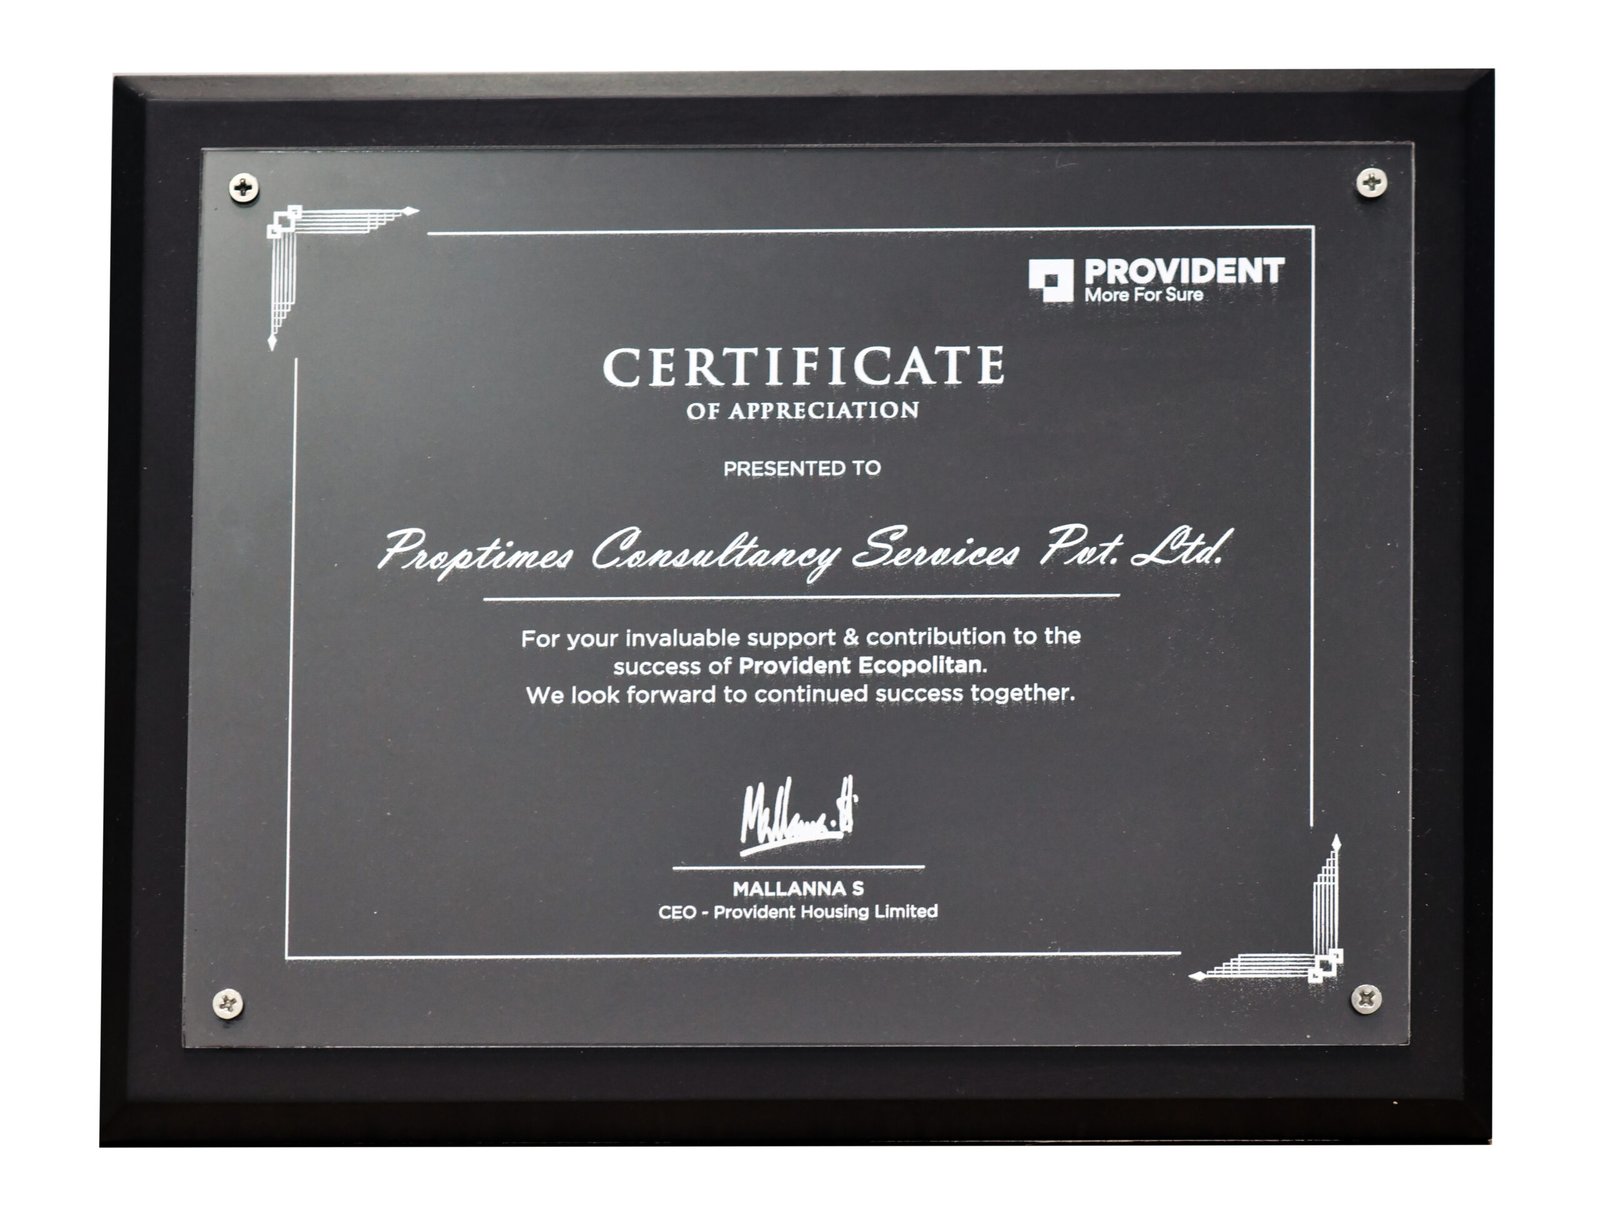 PROVIDENT
More For Sure
CERTIFICATE
OF APPRECIATION
PRESENTED TO
Proptimes Consultancy Services Pvt. Ltd.
For your invaluable support & contribution to the
success of Provident Ecopolitan.
We look forward to continued success together.
Mallanna. S
MALLANNA S
CEO - Provident Housing Limited